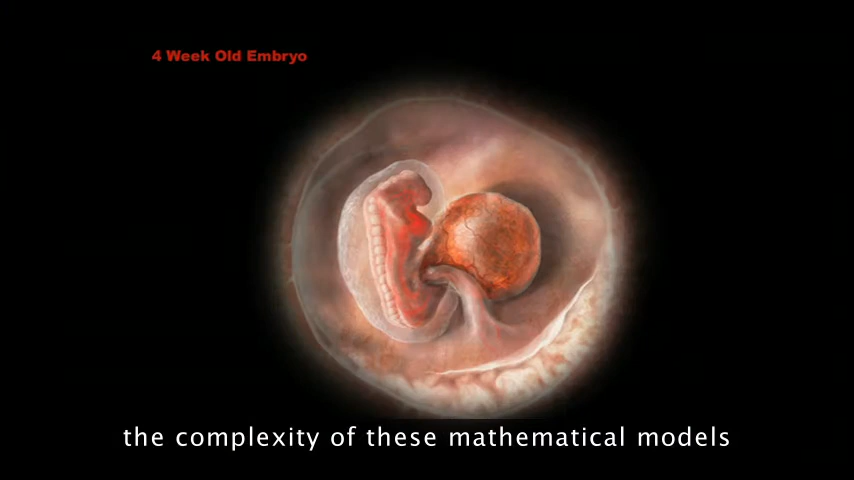 4 Week Old Embryo
the complexity of these mathematical models